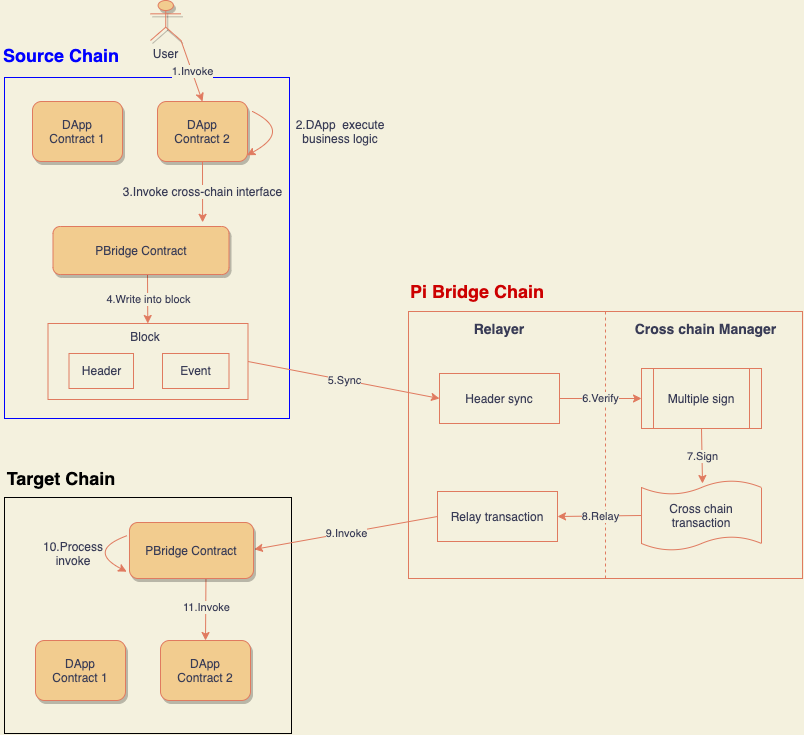 User
Source Chain
1.Invoke
DApp
Contract 1
DApp
Contract 2
2.DApp execute
business logic
3.Invoke cross-chain interface
PBridge Contract
4.Write into block
Block
Header
Event
5.Sync
Pi Bridge Chain
Relayer
Cross chain Manager
Header sync
6.Verify
Multiple sign
7.Sign
Cross chain
transaction
8.Relay
Relay transaction
9.Invoke
Target Chain
10.Process
invoke
PBridge Contract
11.Invoke
DApp
Contract 1
DApp
Contract 2